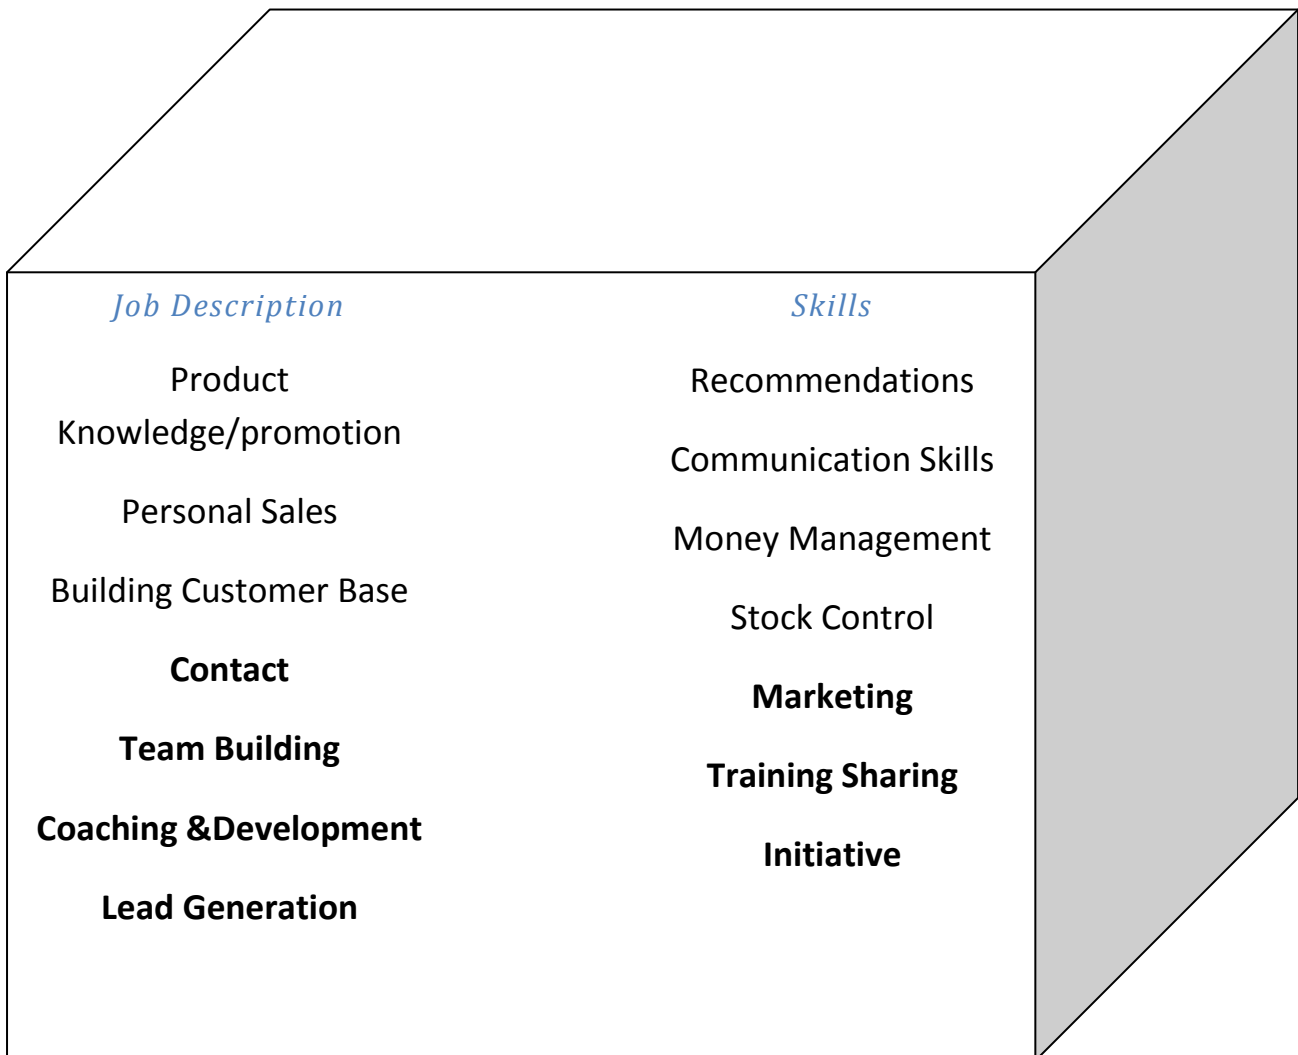 Job Description
Product
Knowledge/promotion
Personal Sales
Building Customer Base
Contact
Team Building
Coaching &Development
Lead Generation
Skills
Recommendations
Communication Skills
Money Management
Stock Control
Marketing
Training Sharing
Initiative